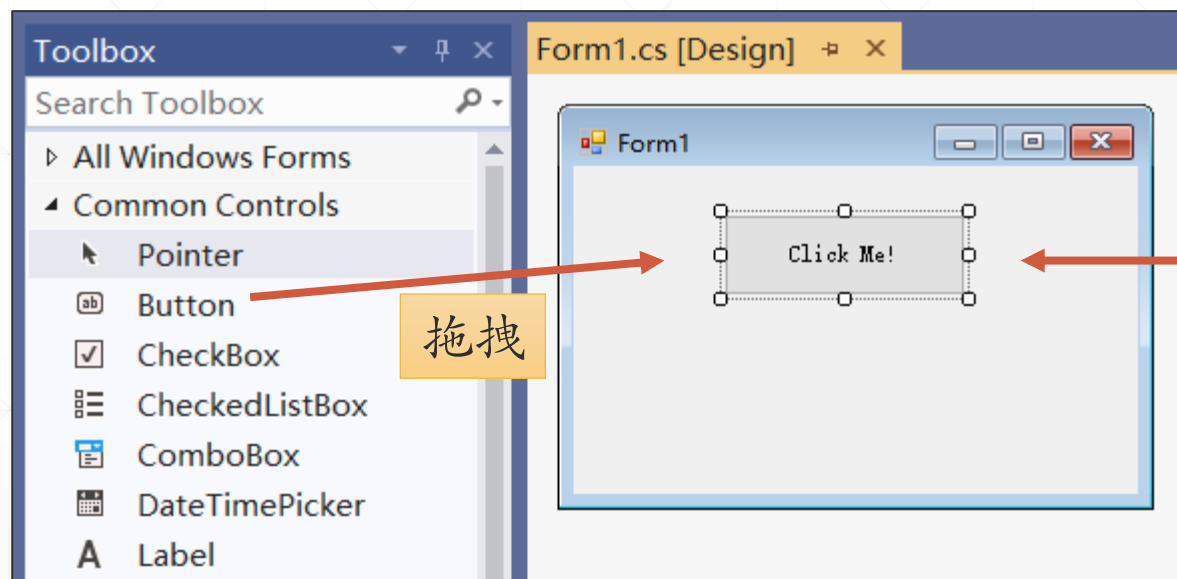 Toolbox
Search Toolbox
All Windows Forms
Common Controls
Pointer
Button
CheckBox
CheckedListBox
ComboBox
DateTimePicker
Label
拖拽
Form1.cs [Design]
Form1
Click Me!